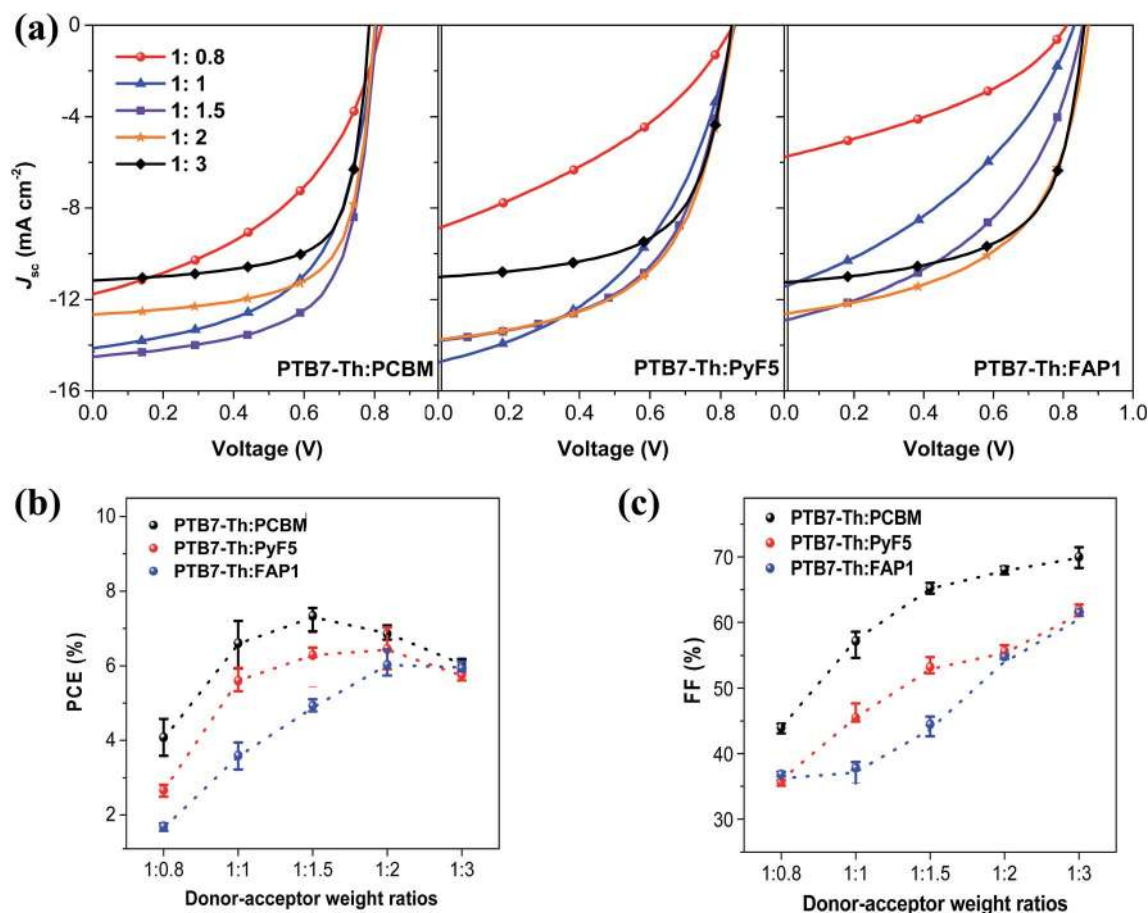 (a)
0
-4
-8
-12
-16
J_sc (mA cm⁻²)
1: 0.8
1: 1
1: 1.5
1: 2
1: 3
PTB7-Th:PCBM
PTB7-Th:PyF5
PTB7-Th:FAP1
0.0 0.2 0.4 0.6 0.8 0.0 0.2 0.4 0.6 0.8 0.0 0.2 0.4 0.6 0.8 1.0
Voltage (V) Voltage (V) Voltage (V)
(b)
PTB7-Th:PCBM
PTB7-Th:PyF5
PTB7-Th:FAP1
10
8
6
4
2
PCE (%)
1:0.8 1:1 1:1.5 1:2 1:3
Donor-acceptor weight ratios
(c)
PTB7-Th:PCBM
PTB7-Th:PyF5
PTB7-Th:FAP1
70
60
50
40
30
FF (%)
1:0.8 1:1 1:1.5 1:2 1:3
Donor-acceptor weight ratios